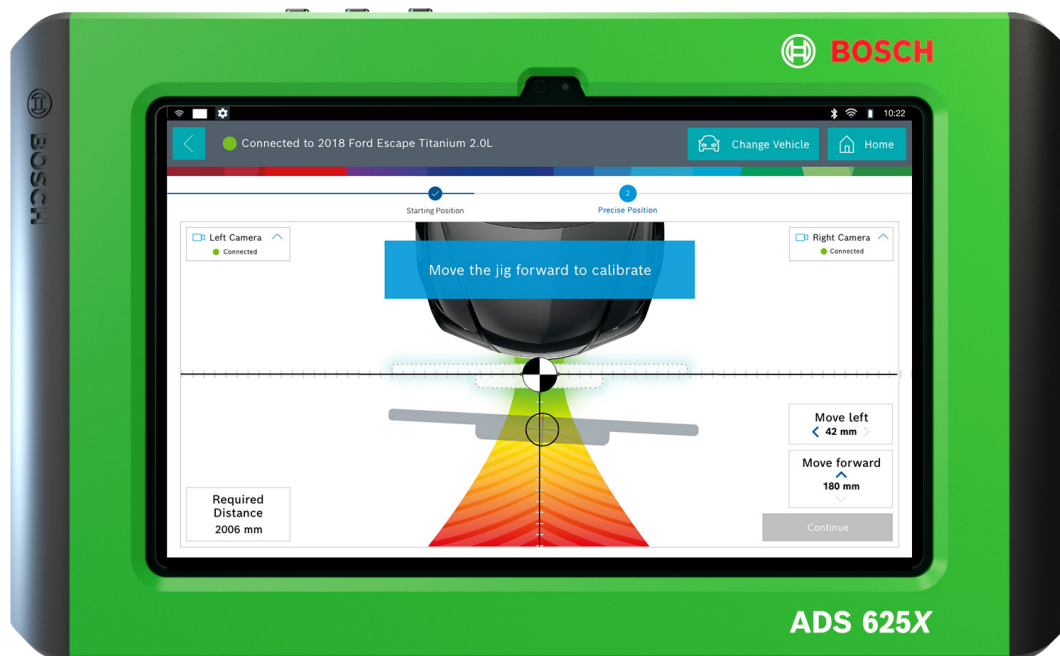 BOSCH
BOSCH
10:22
Connected to 2018 Ford Escape Titanium 2.0L
Change Vehicle
Home
2
Starting Position
Precise Position
Left Camera
Connected
Right Camera
Connected
Move the jig forward to calibrate
Move left
42 mm
Move forward
180 mm
Required
Distance
2006 mm
Continue
ADS 625X